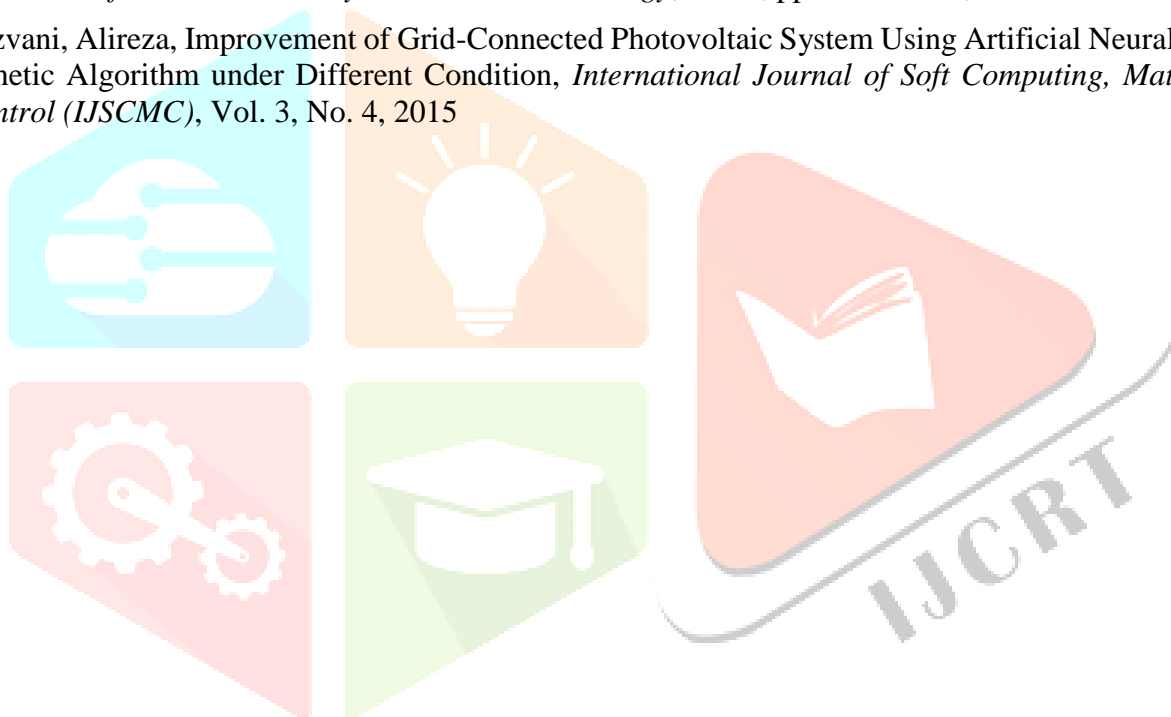 zvani, Alireza, Improvement of Grid-Connected Photovoltaic System Using Artificial Neural
netic Algorithm under Different Condition, International Journal of Soft Computing, Mat
ntrol (IJSCMC), Vol. 3, No. 4, 2015
IJCRT